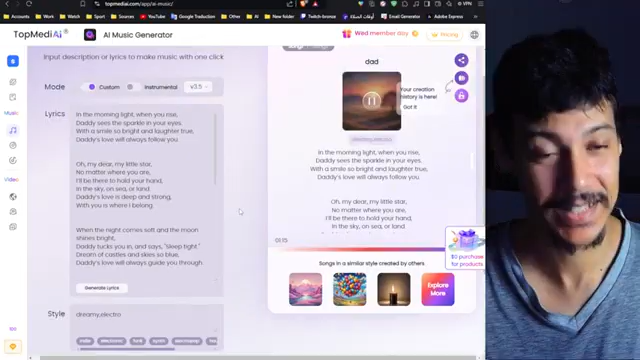 topmediai.com/app/ai-music/
Accounts
Work
Watch
Sport
Courses
YouTube
Google Traduction
Other
AI
New folder
Twitch-bronze
أوقات الصلاة
Email Generator
Adobe Express
TopMediAi
AI Music Generator
Wed member day
Pricing
Input description or lyrics to make music with one click
Mode
Custom
Instrumental
v3.5
Lyrics
In the morning light, when you rise,
Daddy sees the sparkle in your eyes.
With a smile so bright and laughter true,
Daddy's love will always follow you.
Oh, my dear, my little star,
No matter where you are,
I'll be there to hold your hand,
In the sky, on sea, or land
Daddy's love is deep and strong,
With you is where I belong.
When the night comes soft and the moon
shines bright,
Daddy tucks you in, and says, "Sleep tight."
Dream of castles and skies so blue,
Daddy's love will always guide you through.
Generate Lyrics
Style
dreamy,electro
male
electronic
funk
synth
Music
Video
dad
Your creation
history is here!
Got it
In the morning light, when you rise,
Daddy sees the sparkle in your eyes.
With a smile so bright and laughter true,
Daddy's love will always follow you.
Oh, my dear, my little star,
No matter where you are,
I'll be there to hold your hand,
In the sky, on sea, or land
01:15
$0 purchase
for products
Songs in a similar style created by others
Explore
More